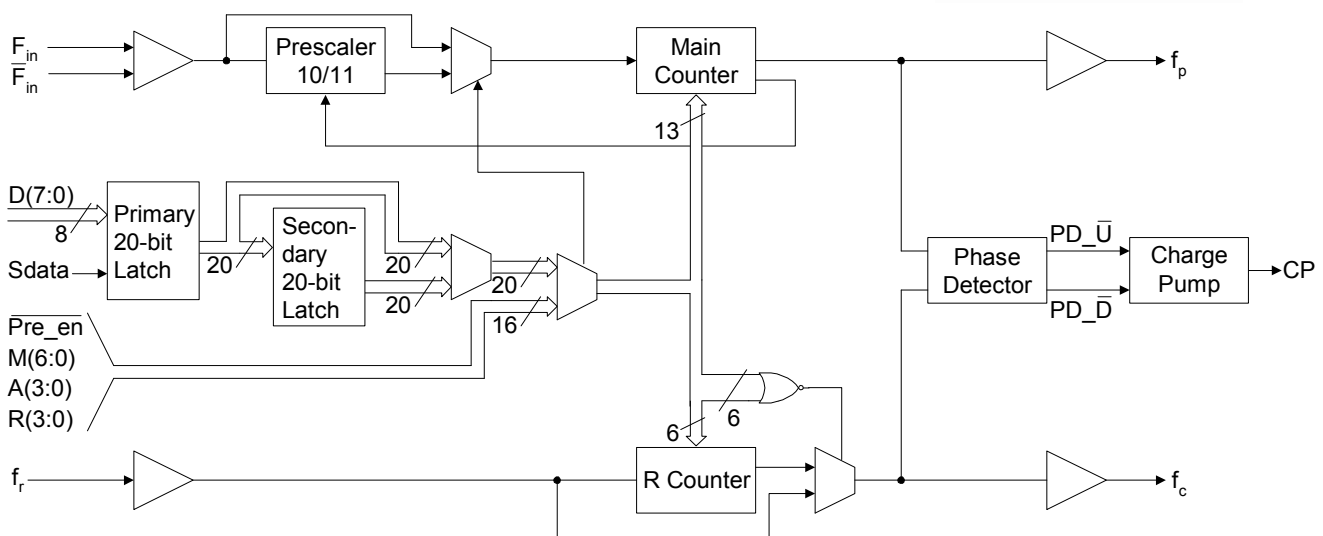 F_in
F̅_in
Prescaler
10/11
Main
Counter
f_p
13
D(7:0)
8
Primary
20-bit
Latch
Sdata
20
Secon-
dary
20-bit
Latch
20
20
20
16
Phase
Detector
PD_U̅
PD_D̅
Charge
Pump
CP
P̅r̅e̅_̅e̅n̅
M(6:0)
A(3:0)
R(3:0)
6
6
f_r
R Counter
f_c